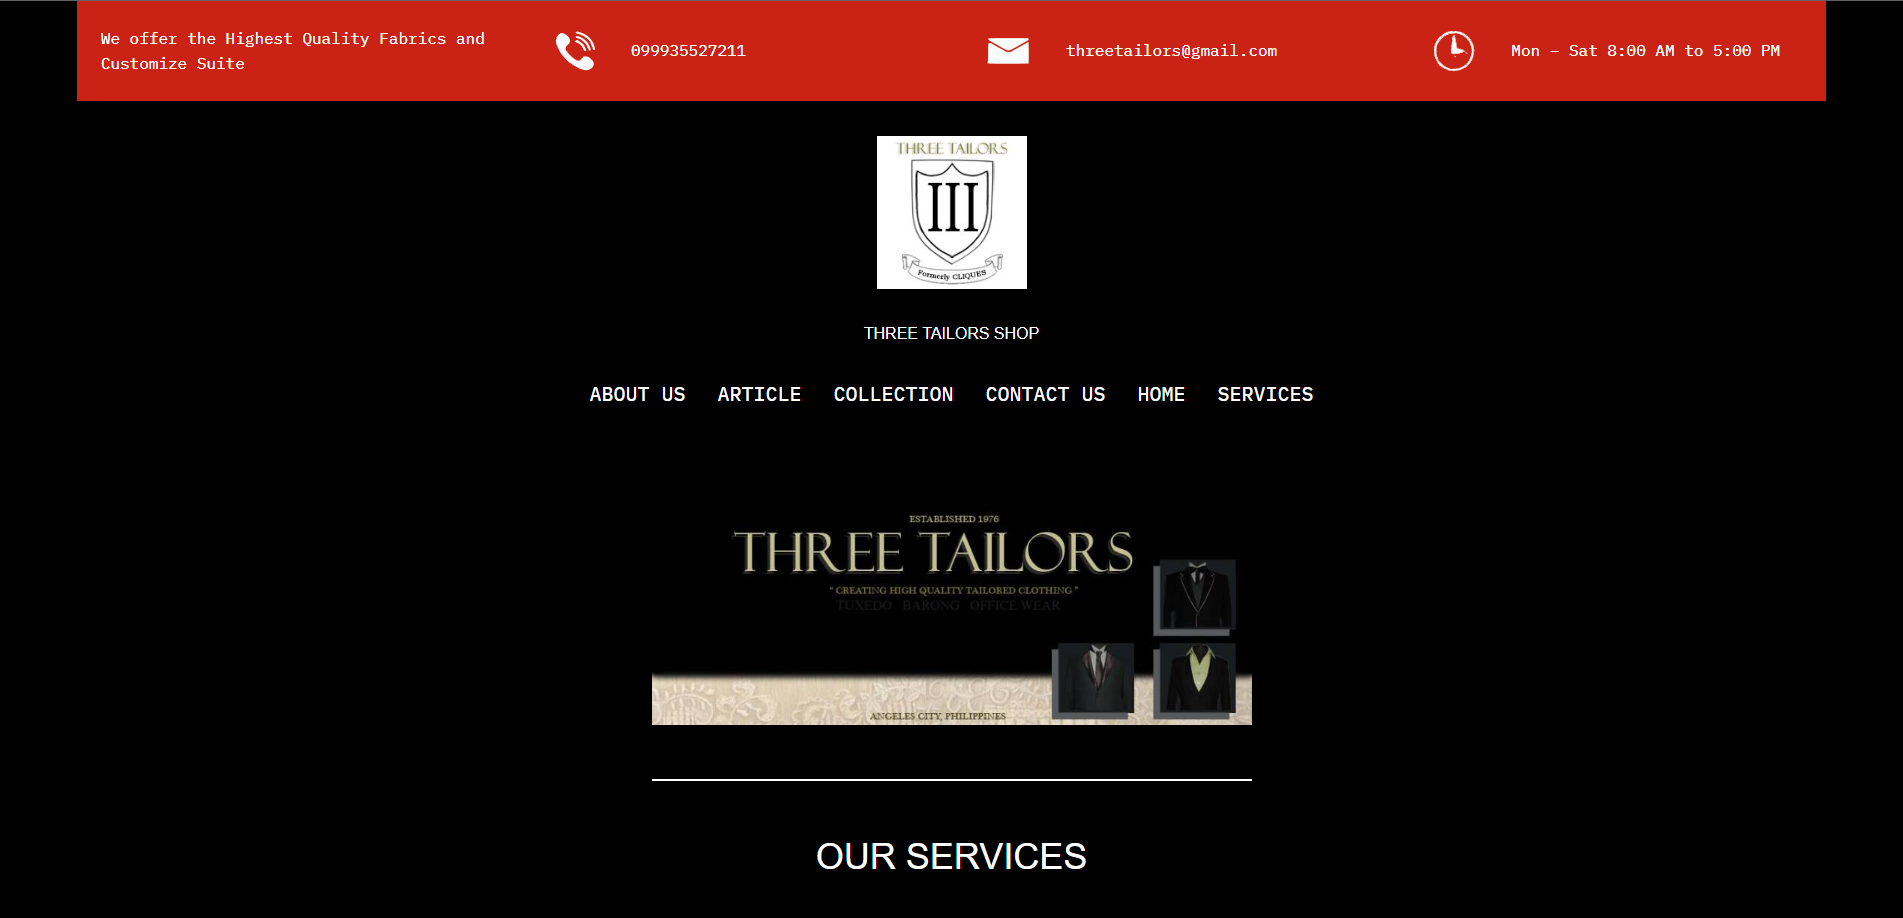 We offer the Highest Quality Fabrics and
Customize Suite
099935527211
threetailors@gmail.com
Mon – Sat 8:00 AM to 5:00 PM
THREE TAILORS
III
Formerly CLIQUES
THREE TAILORS SHOP
ABOUT US ARTICLE COLLECTION CONTACT US HOME SERVICES
ESTABLISHED 1976
THREE TAILORS
" CREATING HIGH QUALITY TAILORED CLOTHING "
TUXEDO BARONG OFFICE WEAR
ANGELES CITY, PHILIPPINES
OUR SERVICES